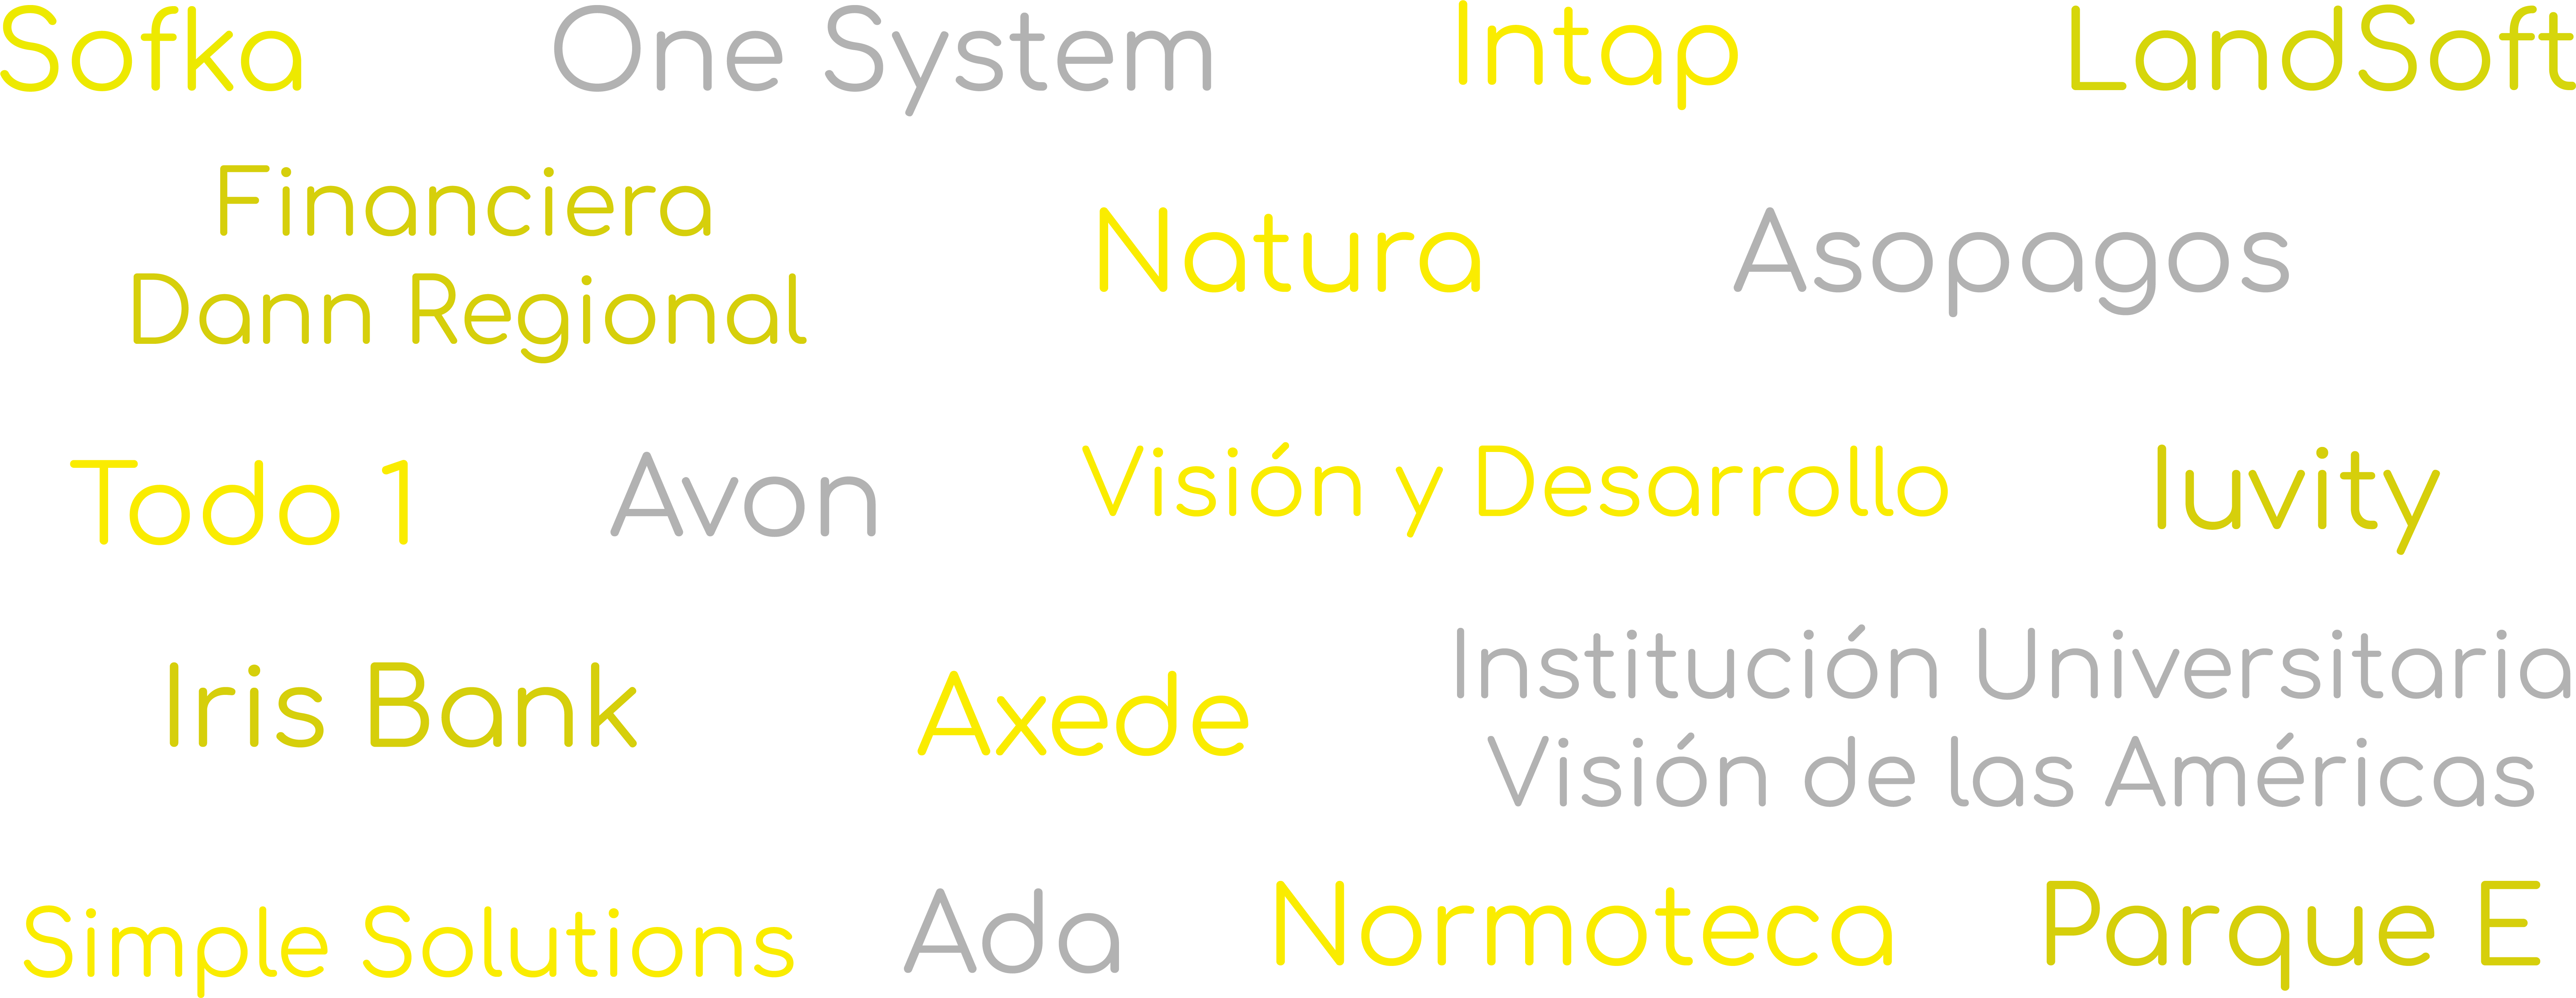 Sofka
One System
Intap
LandSoft
Financiera
Dann Regional
Natura
Asopagos
Todo 1
Avon
Visión y Desarrollo
Iuvity
Iris Bank
Axede
Institución Universitaria
Visión de las Américas
Simple Solutions
Ada
Normoteca
Parque E